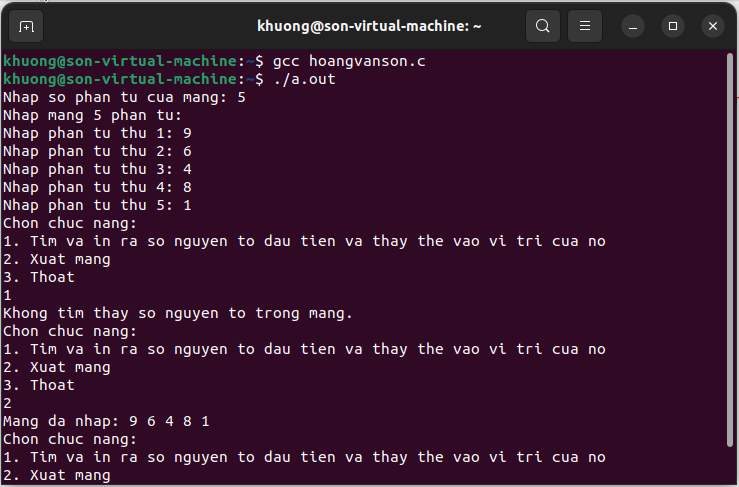 khuong@son-virtual-machine: ~
khuong@son-virtual-machine:~$ gcc hoangvanson.c
khuong@son-virtual-machine:~$ ./a.out
Nhap so phan tu cua mang: 5
Nhap mang 5 phan tu:
Nhap phan tu thu 1: 9
Nhap phan tu thu 2: 6
Nhap phan tu thu 3: 4
Nhap phan tu thu 4: 8
Nhap phan tu thu 5: 1
Chon chuc nang:
1. Tim va in ra so nguyen to dau tien va thay the vao vi tri cua no
2. Xuat mang
3. Thoat
1
Khong tim thay so nguyen to trong mang.
Chon chuc nang:
1. Tim va in ra so nguyen to dau tien va thay the vao vi tri cua no
2. Xuat mang
3. Thoat
2
Mang da nhap: 9 6 4 8 1
Chon chuc nang:
1. Tim va in ra so nguyen to dau tien va thay the vao vi tri cua no
2. Xuat mang